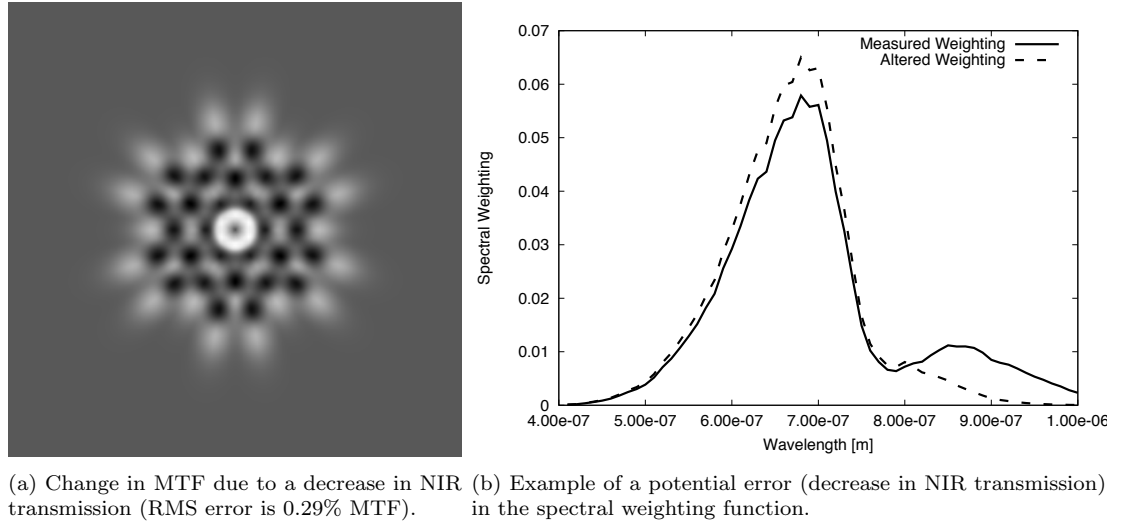 0.07
0.06
0.05
0.04
0.03
0.02
0.01
0
Spectral Weighting
Measured Weighting
Altered Weighting
4.00e-07 5.00e-07 6.00e-07 7.00e-07 8.00e-07 9.00e-07 1.00e-06
Wavelength [m]
(a) Change in MTF due to a decrease in NIR
transmission (RMS error is 0.29% MTF).
(b) Example of a potential error (decrease in NIR transmission)
in the spectral weighting function.